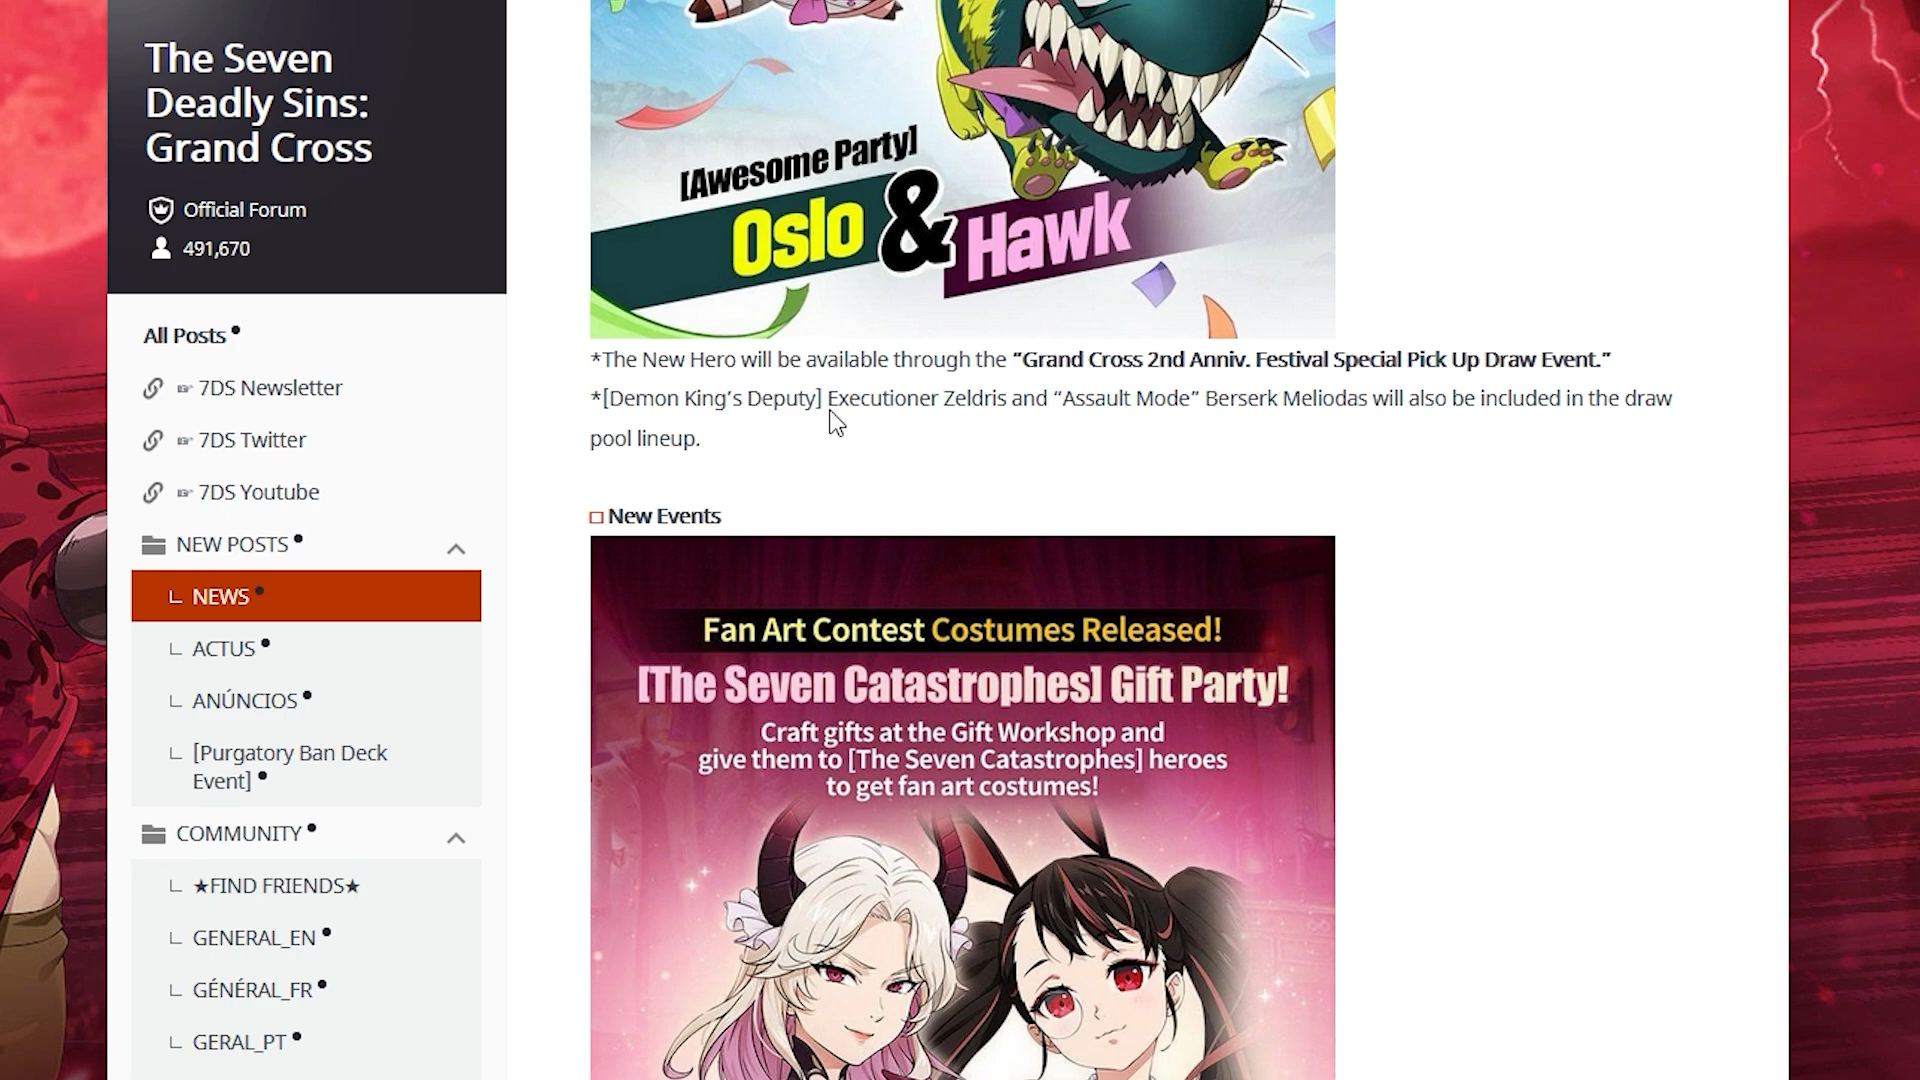 The Seven
Deadly Sins:
Grand Cross
Official Forum
491,670
All Posts
7DS Newsletter
7DS Twitter
7DS Youtube
NEW POSTS
NEWS
ACTUS
ANÚNCIOS
[Purgatory Ban Deck
Event]
COMMUNITY
★FIND FRIENDS★
GENERAL_EN
GÉNÉRAL_FR
GERAL_PT
[Awesome Party]
Oslo & Hawk
*The New Hero will be available through the “Grand Cross 2nd Anniv. Festival Special Pick Up Draw Event.”
*[Demon King’s Deputy] Executioner Zeldris and “Assault Mode” Berserk Meliodas will also be included in the draw
pool lineup.
□ New Events
Fan Art Contest Costumes Released!
[The Seven Catastrophes] Gift Party!
Craft gifts at the Gift Workshop and
give them to [The Seven Catastrophes] heroes
to get fan art costumes!